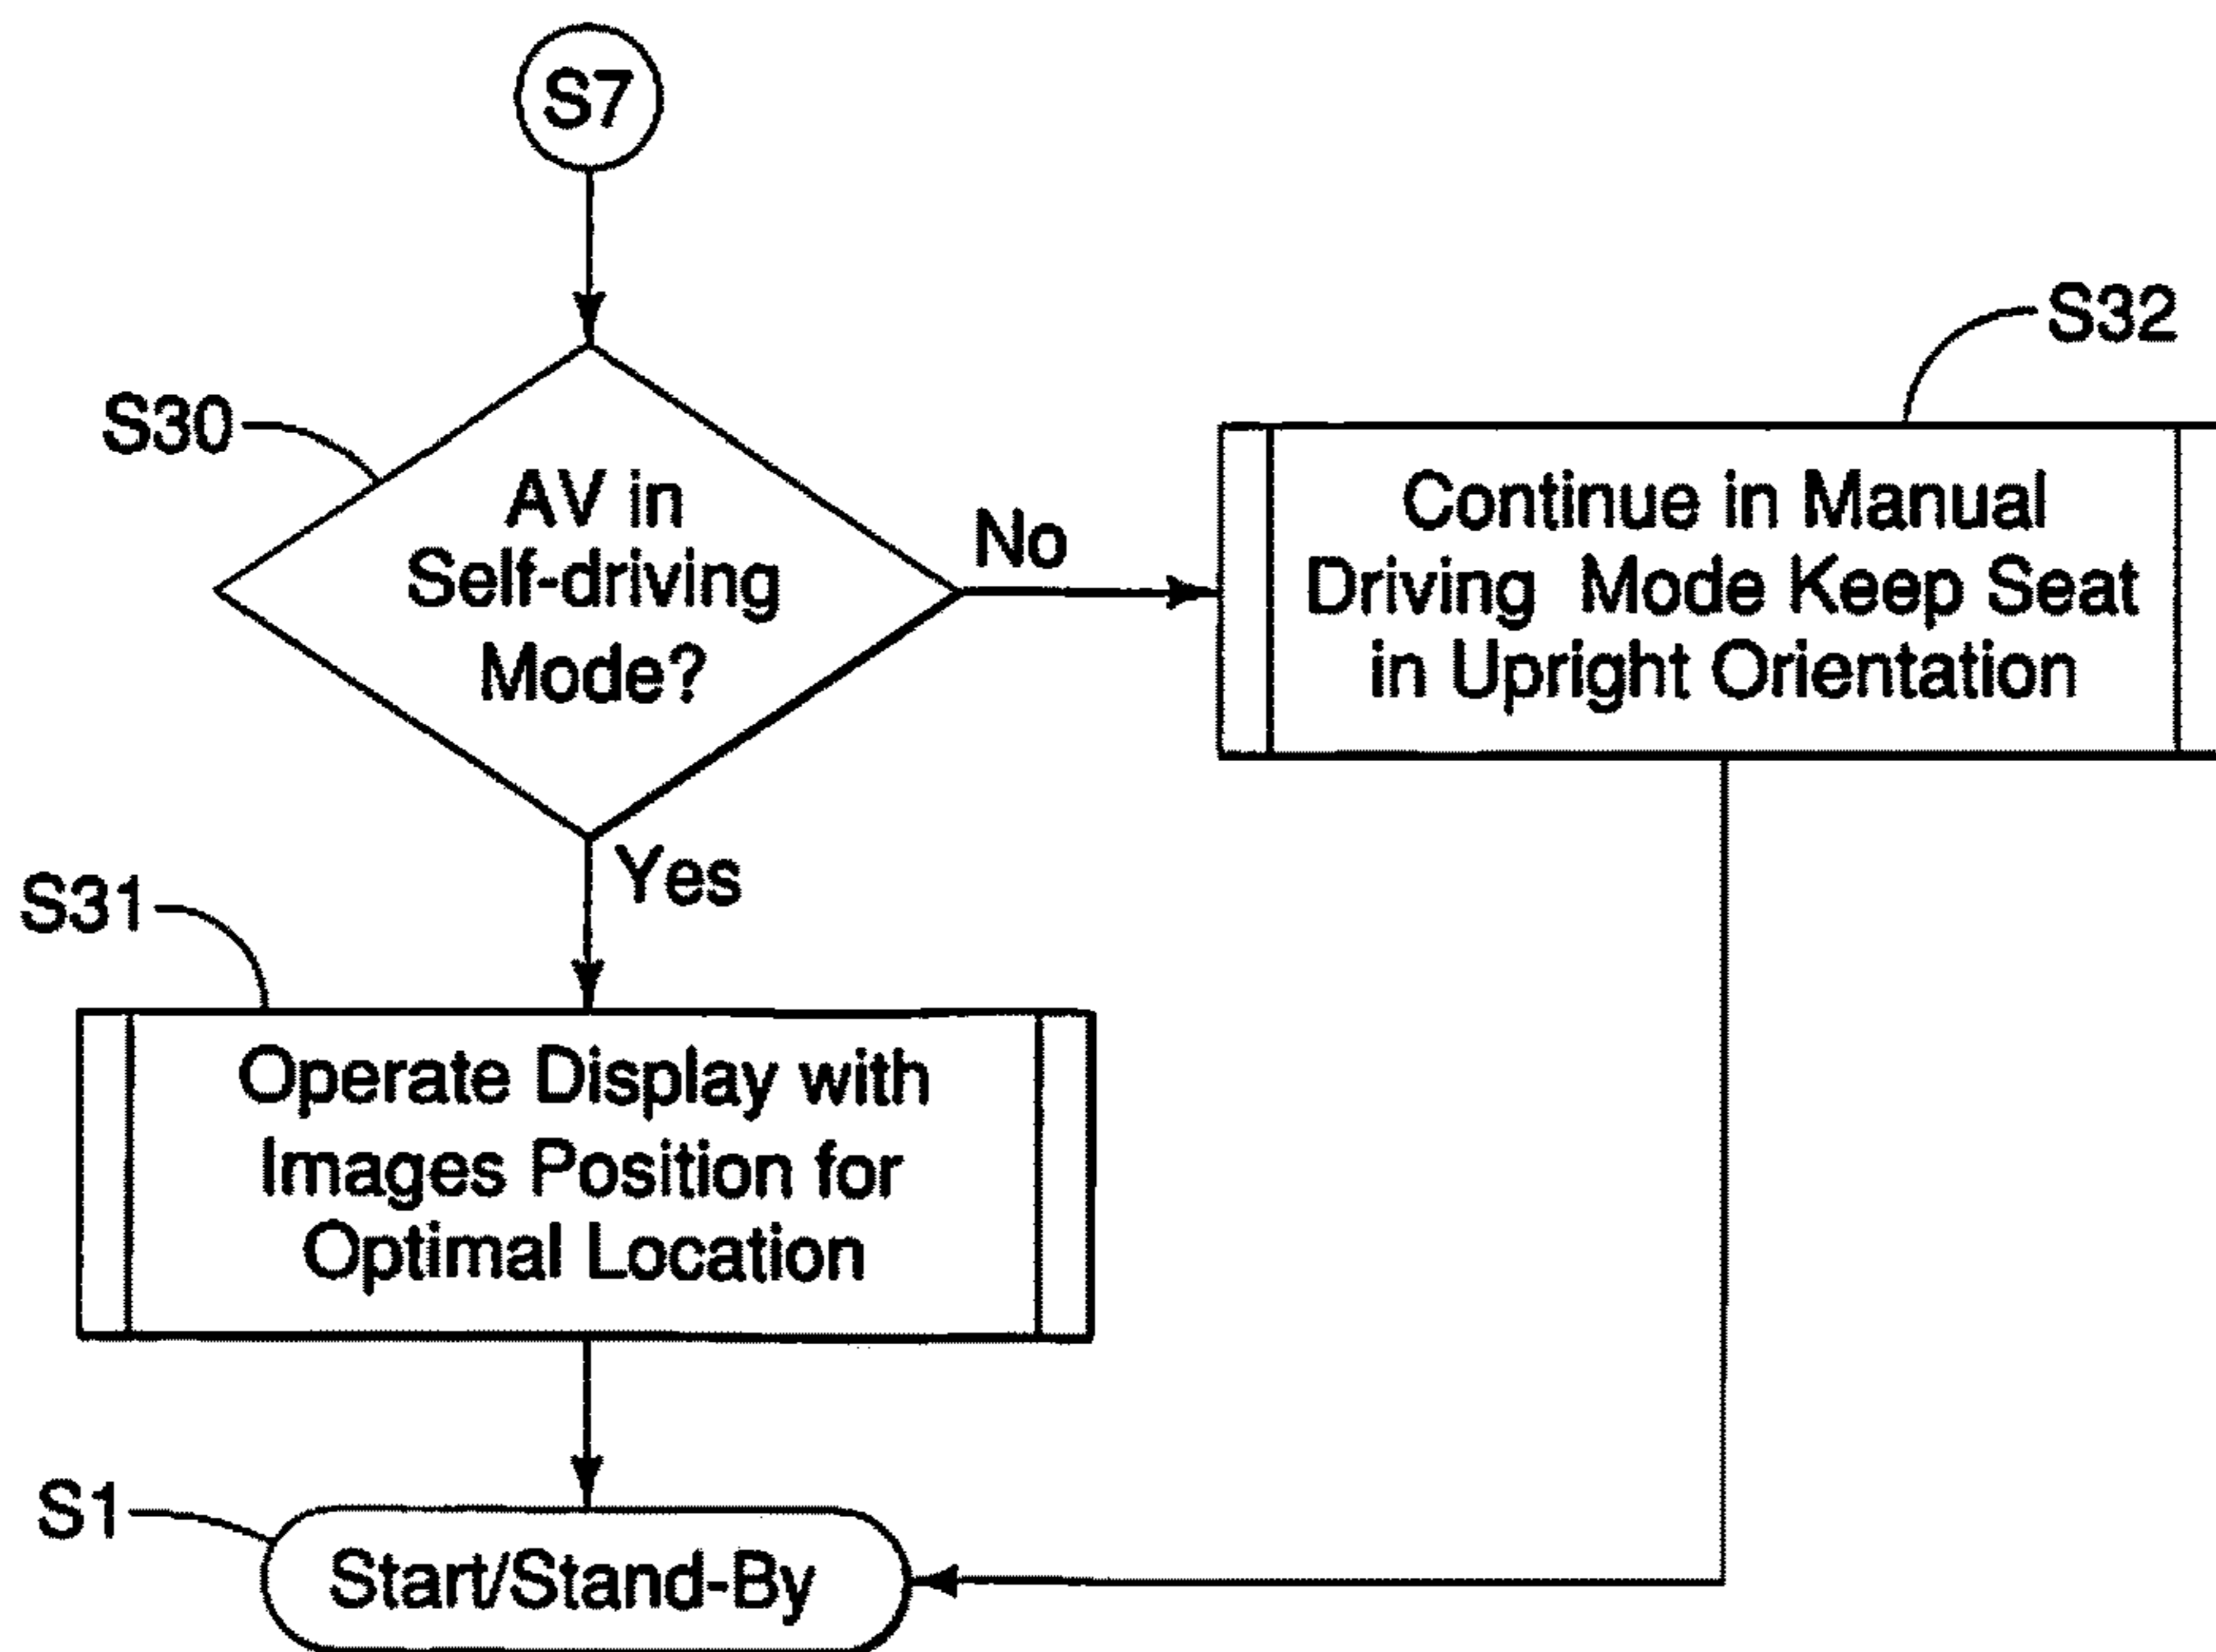 S7
S30
AV in
Self-driving
Mode?
No
S32
Continue in Manual
Driving Mode Keep Seat
in Upright Orientation
Yes
S31
Operate Display with
Images Position for
Optimal Location
S1
Start/Stand-By